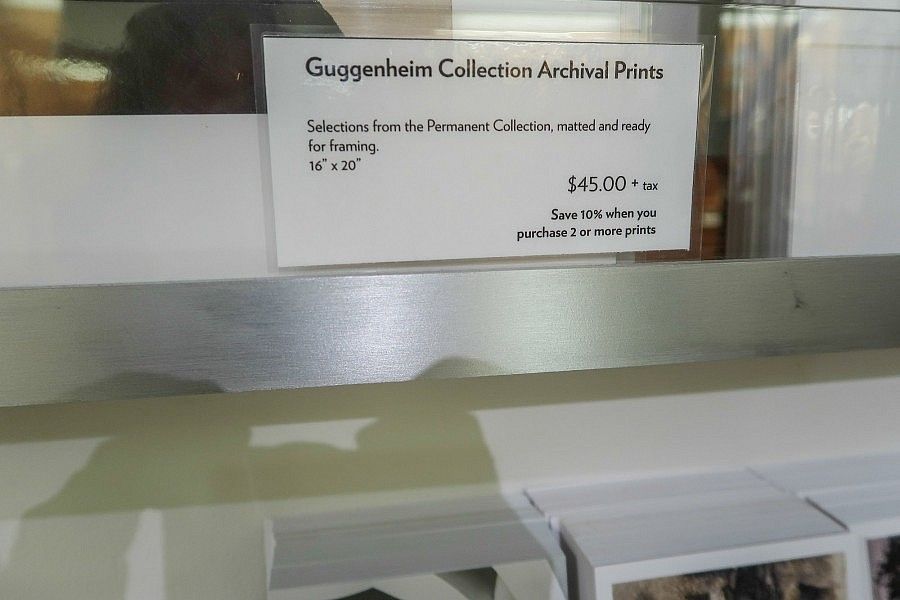 Guggenheim Collection Archival Prints
Selections from the Permanent Collection, matted and ready
for framing.
16” x 20”
$45.00 + tax
Save 10% when you
purchase 2 or more prints